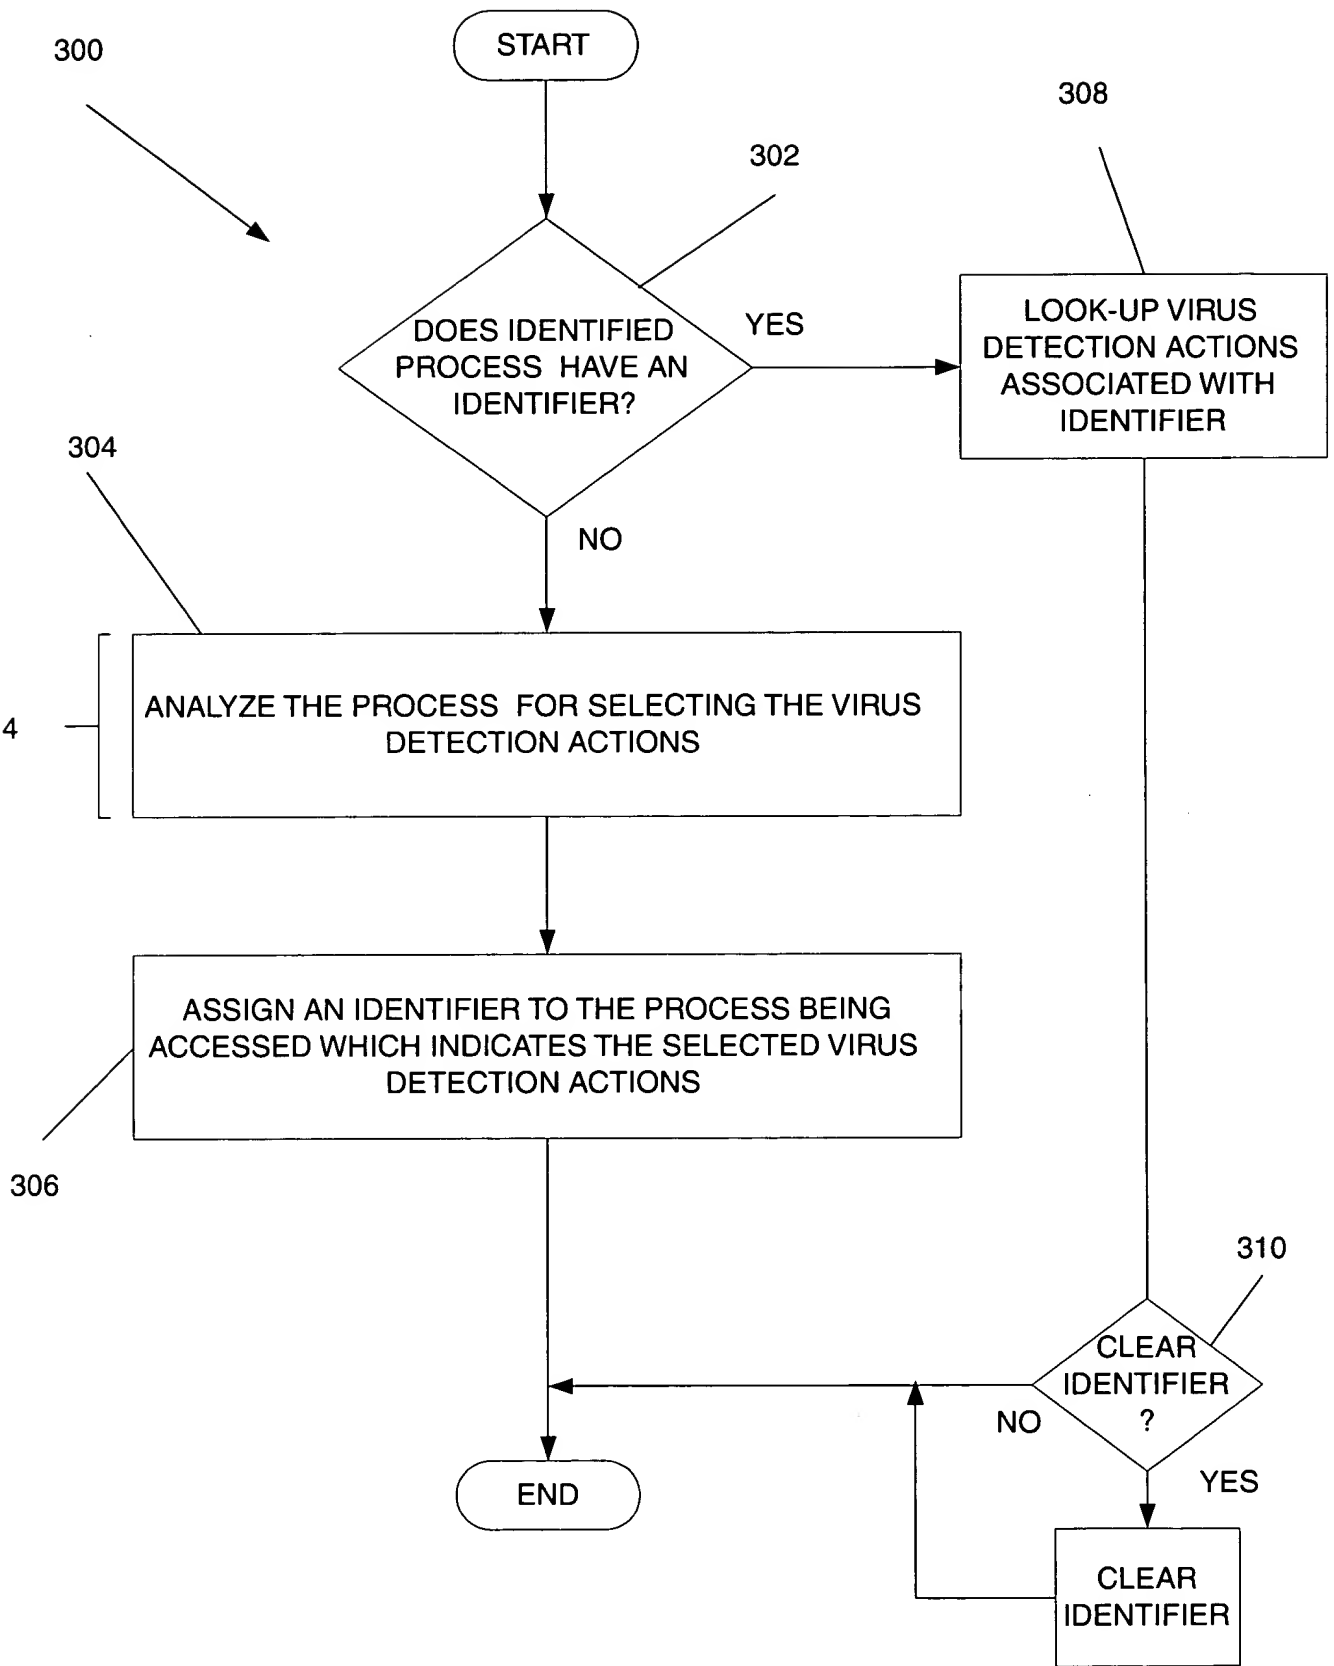 300
START
308
302
DOES IDENTIFIED
PROCESS HAVE AN
IDENTIFIER?
YES
LOOK-UP VIRUS
DETECTION ACTIONS
ASSOCIATED WITH
IDENTIFIER
304
NO
4
ANALYZE THE PROCESS FOR SELECTING THE VIRUS
DETECTION ACTIONS
ASSIGN AN IDENTIFIER TO THE PROCESS BEING
ACCESSED WHICH INDICATES THE SELECTED VIRUS
DETECTION ACTIONS
306
310
CLEAR
IDENTIFIER
?
NO
YES
END
CLEAR
IDENTIFIER